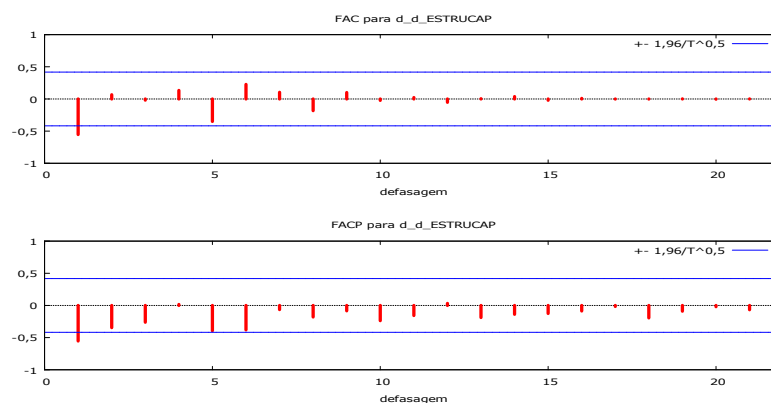 FAC para d_d_ESTRUCAP
1
+- 1,96/T^0,5
0,5
0
-0,5
-1
0 5 10 15 20
defasagem
FACP para d_d_ESTRUCAP
1
+- 1,96/T^0,5
0,5
0
-0,5
-1
0 5 10 15 20
defasagem